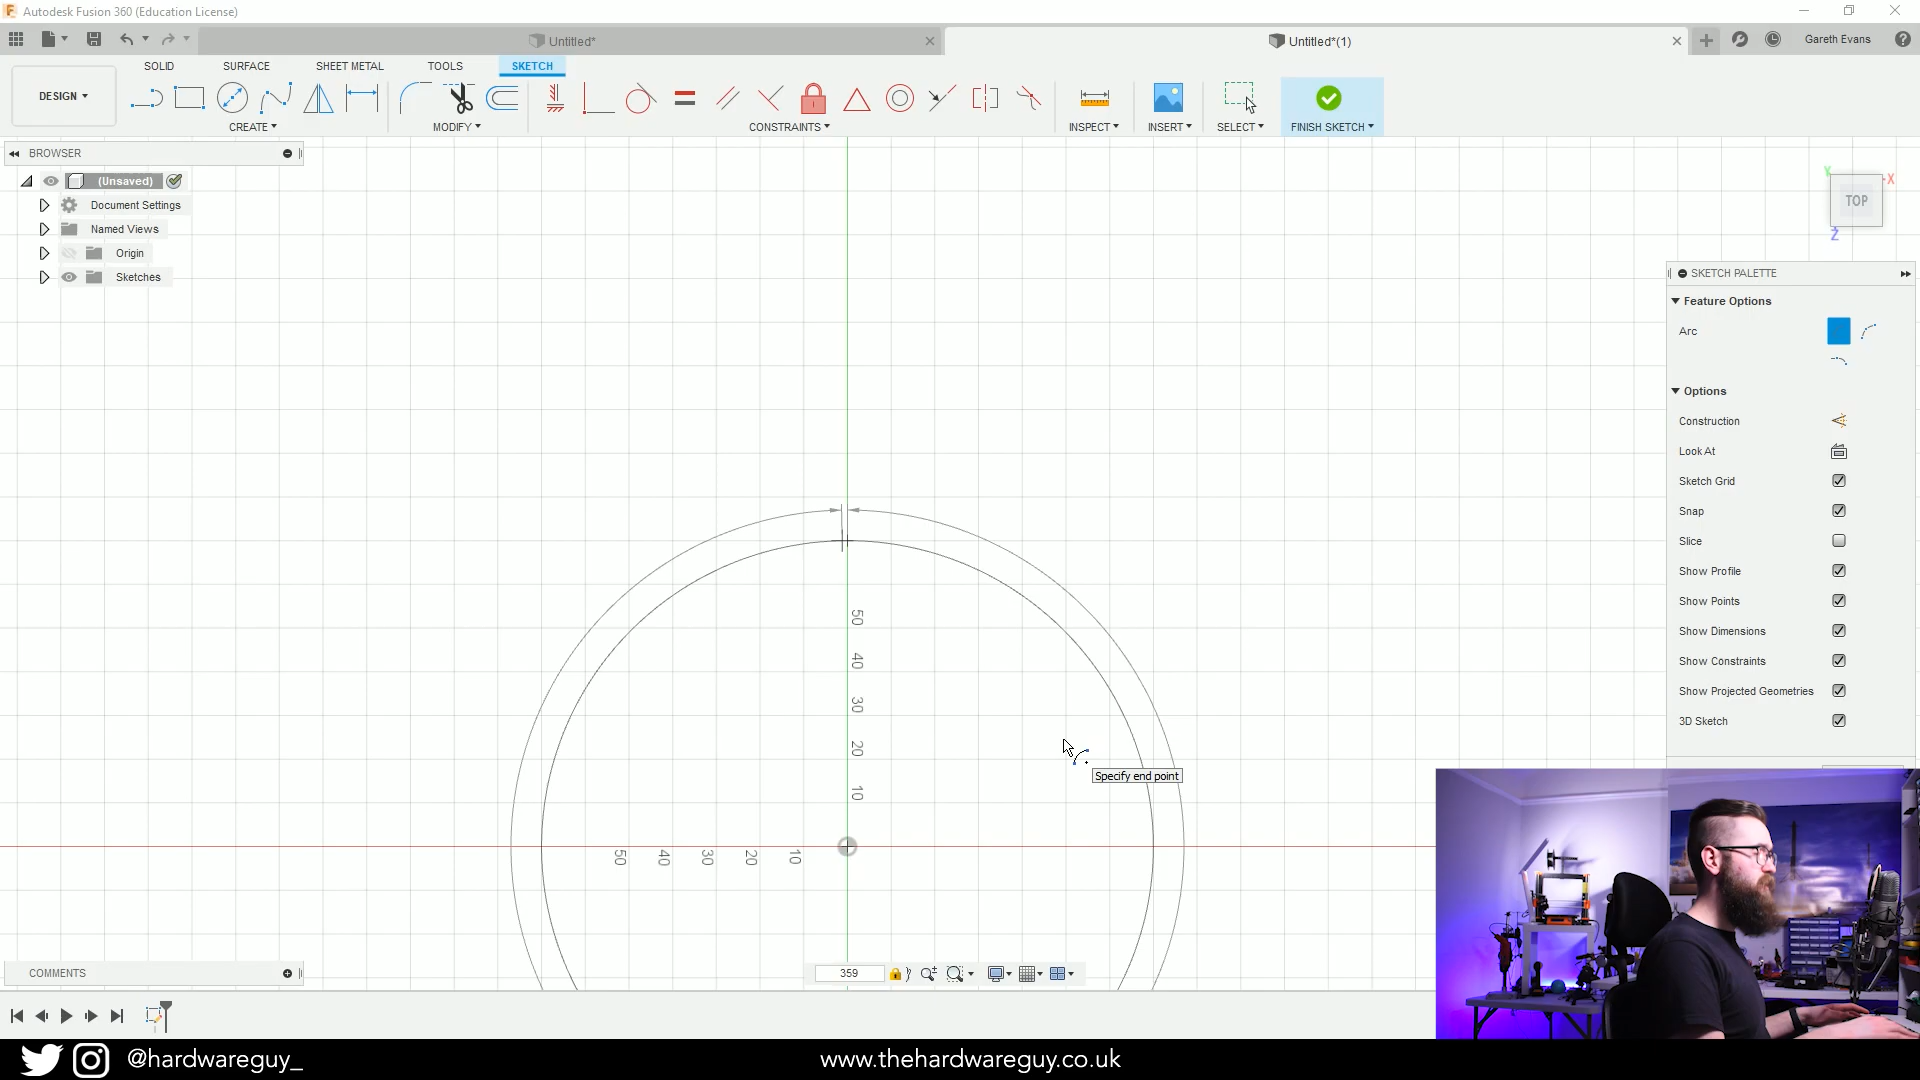 Autodesk Fusion 360 (Education License)
Untitled*
Untitled*(1)
Gareth Evans
DESIGN
SOLID
SURFACE
SHEET METAL
TOOLS
SKETCH
CREATE
MODIFY
CONSTRAINTS
INSPECT
INSERT
SELECT
FINISH SKETCH
BROWSER
(Unsaved)
Document Settings
Named Views
Origin
Sketches
Y
X
TOP
Z
SKETCH PALETTE
Feature Options
Arc
Options
Construction
Look At
Sketch Grid
Snap
Slice
Show Profile
Show Points
Show Dimensions
Show Constraints
Show Projected Geometries
3D Sketch
50
40
30
20
10
50
40
30
20
10
Specify end point
359
COMMENTS
@hardwareguy_
www.thehardwareguy.co.uk